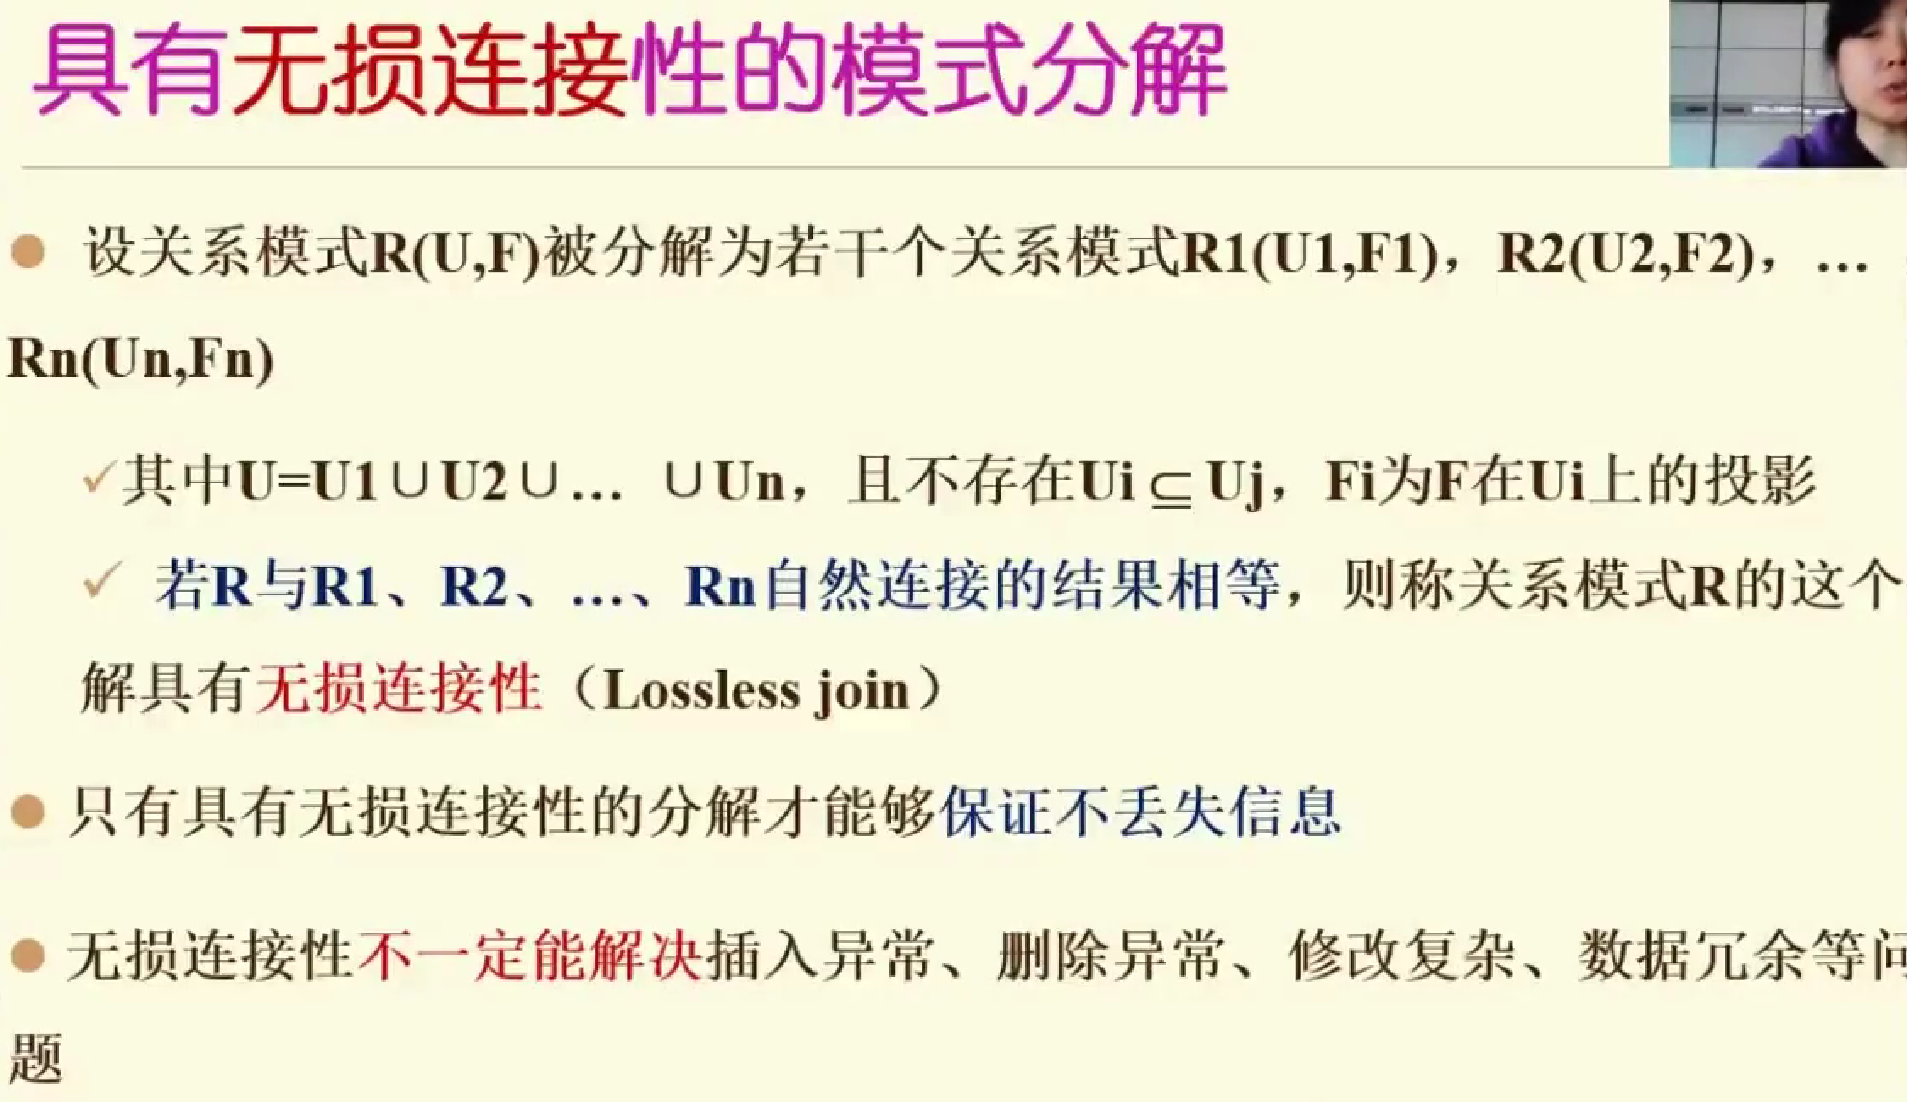 具有无损连接性的模式分解
设关系模式R(U,F)被分解为若干个关系模式R1(U1,F1)，R2(U2,F2)，…
Rn(Un,Fn)
其中U=U1∪U2∪… ∪Un，且不存在Ui⊆Uj，Fi为F在Ui上的投影
若R与R1、R2、…、Rn自然连接的结果相等，则称关系模式R的这个
解具有无损连接性（Lossless join）
只有具有无损连接性的分解才能够保证不丢失信息
无损连接性不一定能解决插入异常、删除异常、修改复杂、数据冗余等问
题